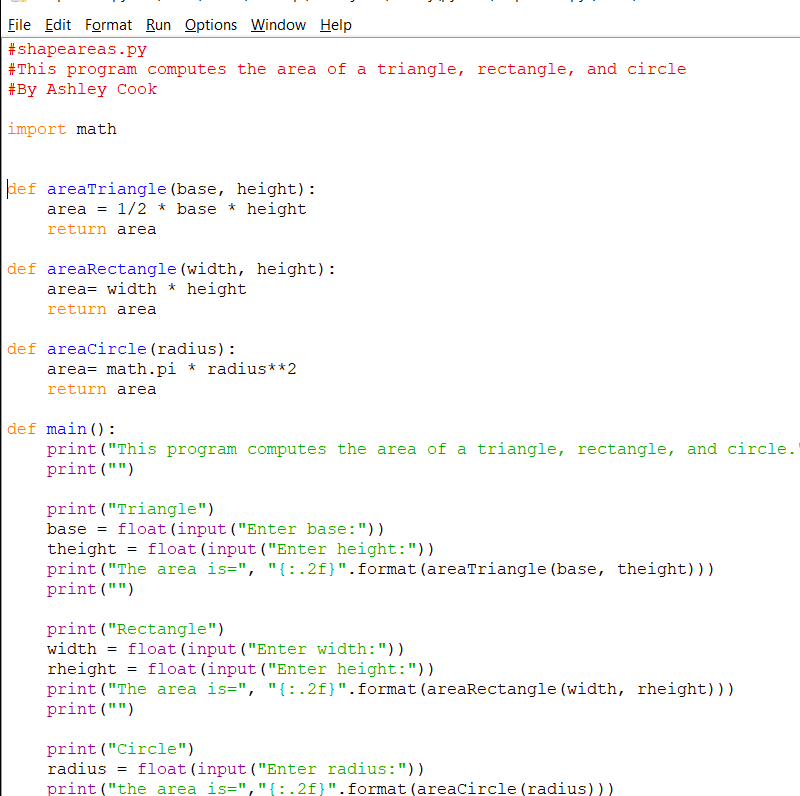 File Edit Format Run Options Window Help
#shapeareas.py
#This program computes the area of a triangle, rectangle, and circle
#By Ashley Cook
import math
def areaTriangle(base, height):
    area = 1/2 * base * height
    return area
def areaRectangle(width, height):
    area= width * height
    return area
def areaCircle(radius):
    area= math.pi * radius**2
    return area
def main():
    print("This program computes the area of a triangle, rectangle, and circle."
    print("")
    print("Triangle")
    base = float(input("Enter base:"))
    theight = float(input("Enter height:"))
    print("The area is=", "{:.2f}".format(areaTriangle(base, theight)))
    print("")
    print("Rectangle")
    width = float(input("Enter width:"))
    rheight = float(input("Enter height:"))
    print("The area is=", "{:.2f}".format(areaRectangle(width, rheight)))
    print("")
    print("Circle")
    radius = float(input("Enter radius:"))
    print("the area is=","{:.2f}".format(areaCircle(radius)))